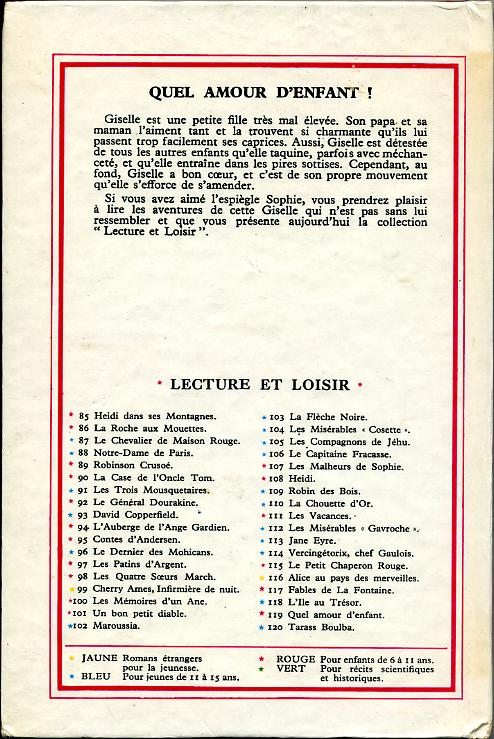 QUEL AMOUR D'ENFANT !
Giselle est une petite fille très mal élevée. Son papa et sa
maman l'aiment tant et la trouvent si charmante qu'ils lui
passent trop facilement ses caprices. Aussi, Giselle est détestée
de tous les autres enfants qu'elle taquine, parfois avec méchan-
ceté, et qu'elle entraîne dans les pires sottises. Cependant, au
fond, Giselle a bon cœur, et c'est de son propre mouvement
qu'elle s'efforce de s'amender.
Si vous avez aimé l'espiègle Sophie, vous prendrez plaisir
à lire les aventures de cette Giselle qui n'est pas sans lui
ressembler et que vous présente aujourd'hui la collection
“ Lecture et Loisir ”.
* LECTURE ET LOISIR *
* 85 Heidi dans ses Montagnes.
* 86 La Roche aux Mouettes.
* 87 Le Chevalier de Maison Rouge.
* 88 Notre-Dame de Paris.
* 89 Robinson Crusoé.
* 90 La Case de l'Oncle Tom.
* 91 Les Trois Mousquetaires.
* 92 Le Général Dourakine.
* 93 David Copperfield.
* 94 L'Auberge de l'Ange Gardien.
* 95 Contes d'Andersen.
* 96 Le Dernier des Mohicans.
* 97 Les Patins d'Argent.
* 98 Les Quatre Sœurs March.
* 99 Cherry Ames, Infirmière de nuit.
*100 Les Mémoires d'un Ane.
*101 Un bon petit diable.
*102 Maroussia.
* 103 La Flèche Noire.
* 104 Les Misérables « Cosette ».
* 105 Les Compagnons de Jéhu.
* 106 Le Capitaine Fracasse.
* 107 Les Malheurs de Sophie.
* 108 Heidi.
* 109 Robin des Bois.
* 110 La Chouette d'Or.
* 111 Les Vacances.
* 112 Les Misérables « Gavroche ».
* 113 Jane Eyre.
* 114 Vercingétorix, chef Gaulois.
* 115 Le Petit Chaperon Rouge.
* 116 Alice au pays des merveilles.
* 117 Fables de La Fontaine.
* 118 L'Ile au Trésor.
* 119 Quel amour d'enfant.
* 120 Tarass Boulba.
* JAUNE Romans étrangers
pour la jeunesse.
* BLEU Pour jeunes de 11 à 15 ans.
* ROUGE Pour enfants de 6 à 11 ans.
* VERT Pour récits scientifiques
et historiques.